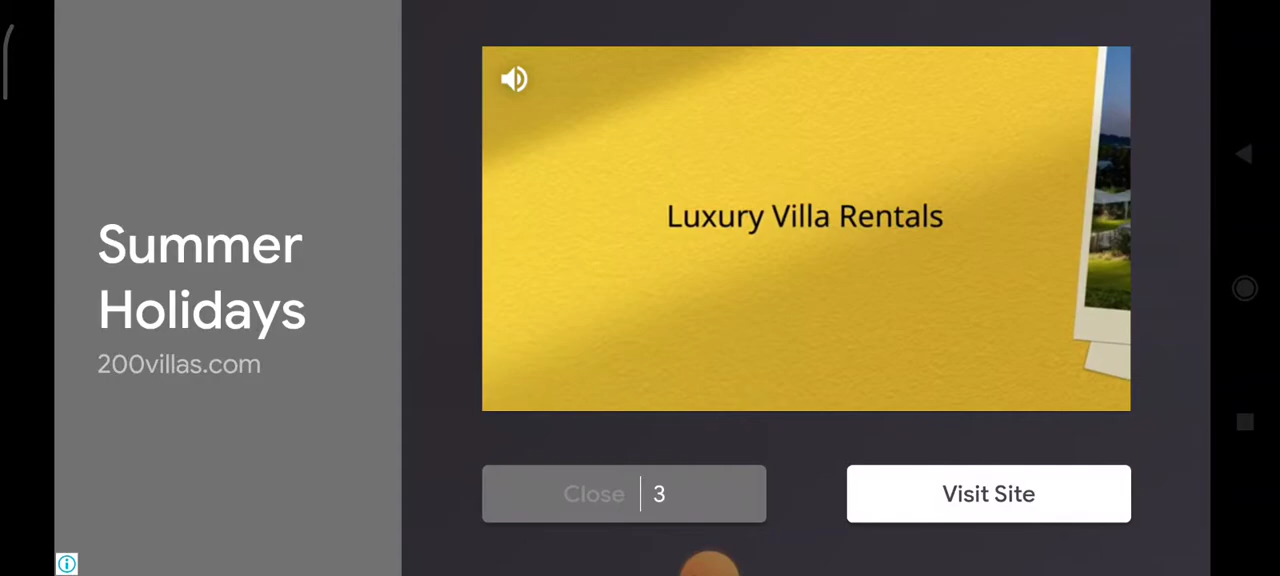 Summer
Holidays
200villas.com
Luxury Villa Rentals
Close 3
Visit Site